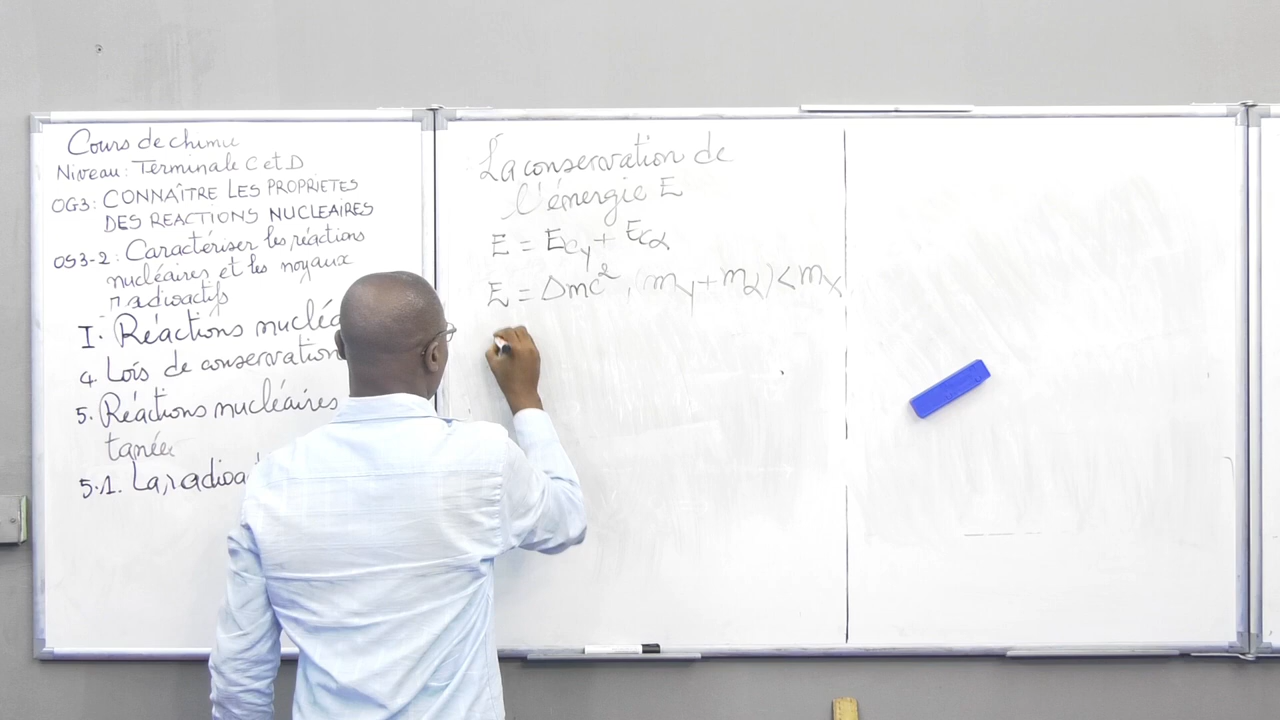 Cours de chimie
Niveau : Terminale C et D
OG3 : CONNAÎTRE LES PROPRIETES
DES REACTIONS NUCLEAIRES
OS3-2 : Caractériser les réactions
nucléaires et les noyaux
radioactifs
I. Réactions nucléa
4. Lois de conservation
5. Réactions nucléaires
tanée
5.1. La radioa
La conservation de
l'énergie E
E = Ecy + Ecα
E = Δmc², (my + mα) < mx